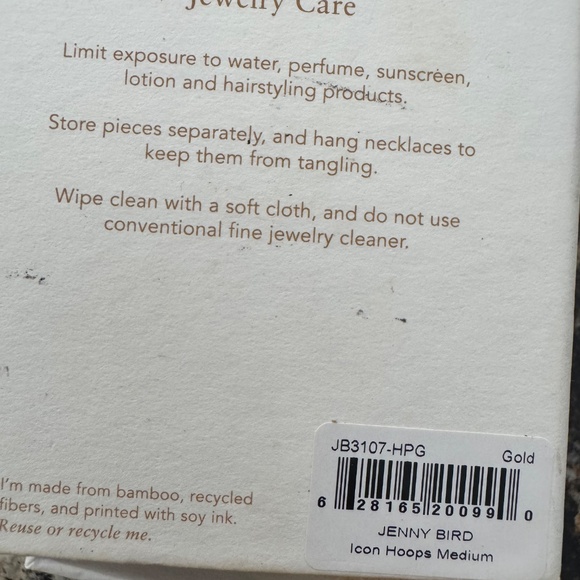 Jewelry Care
Limit exposure to water, perfume, sunscreen,
lotion and hairstyling products.
Store pieces separately, and hang necklaces to
keep them from tangling.
Wipe clean with a soft cloth, and do not use
conventional fine jewelry cleaner.
I'm made from bamboo, recycled
fibers, and printed with soy ink.
Reuse or recycle me.
JB3107-HPG Gold
6 28165 20099 0
JENNY BIRD
Icon Hoops Medium